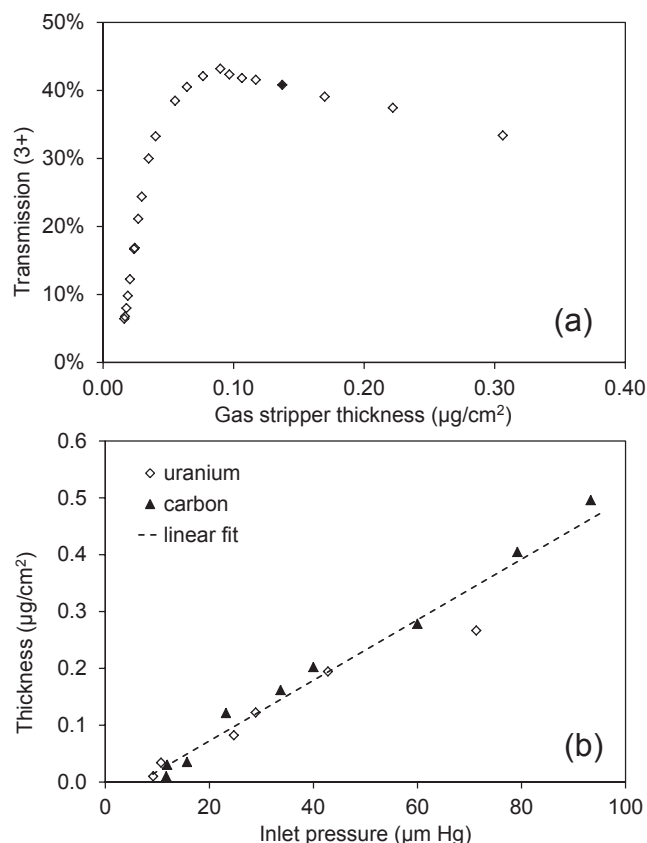 50%
40%
30%
20%
10%
0%
Transmission (3+)
(a)
0.00 0.10 0.20 0.30 0.40
Gas stripper thickness (µg/cm²)
0.6
0.5
0.4
0.3
0.2
0.1
0.0
Thickness (µg/cm²)
uranium
carbon
linear fit
(b)
0 20 40 60 80 100
Inlet pressure (µm Hg)